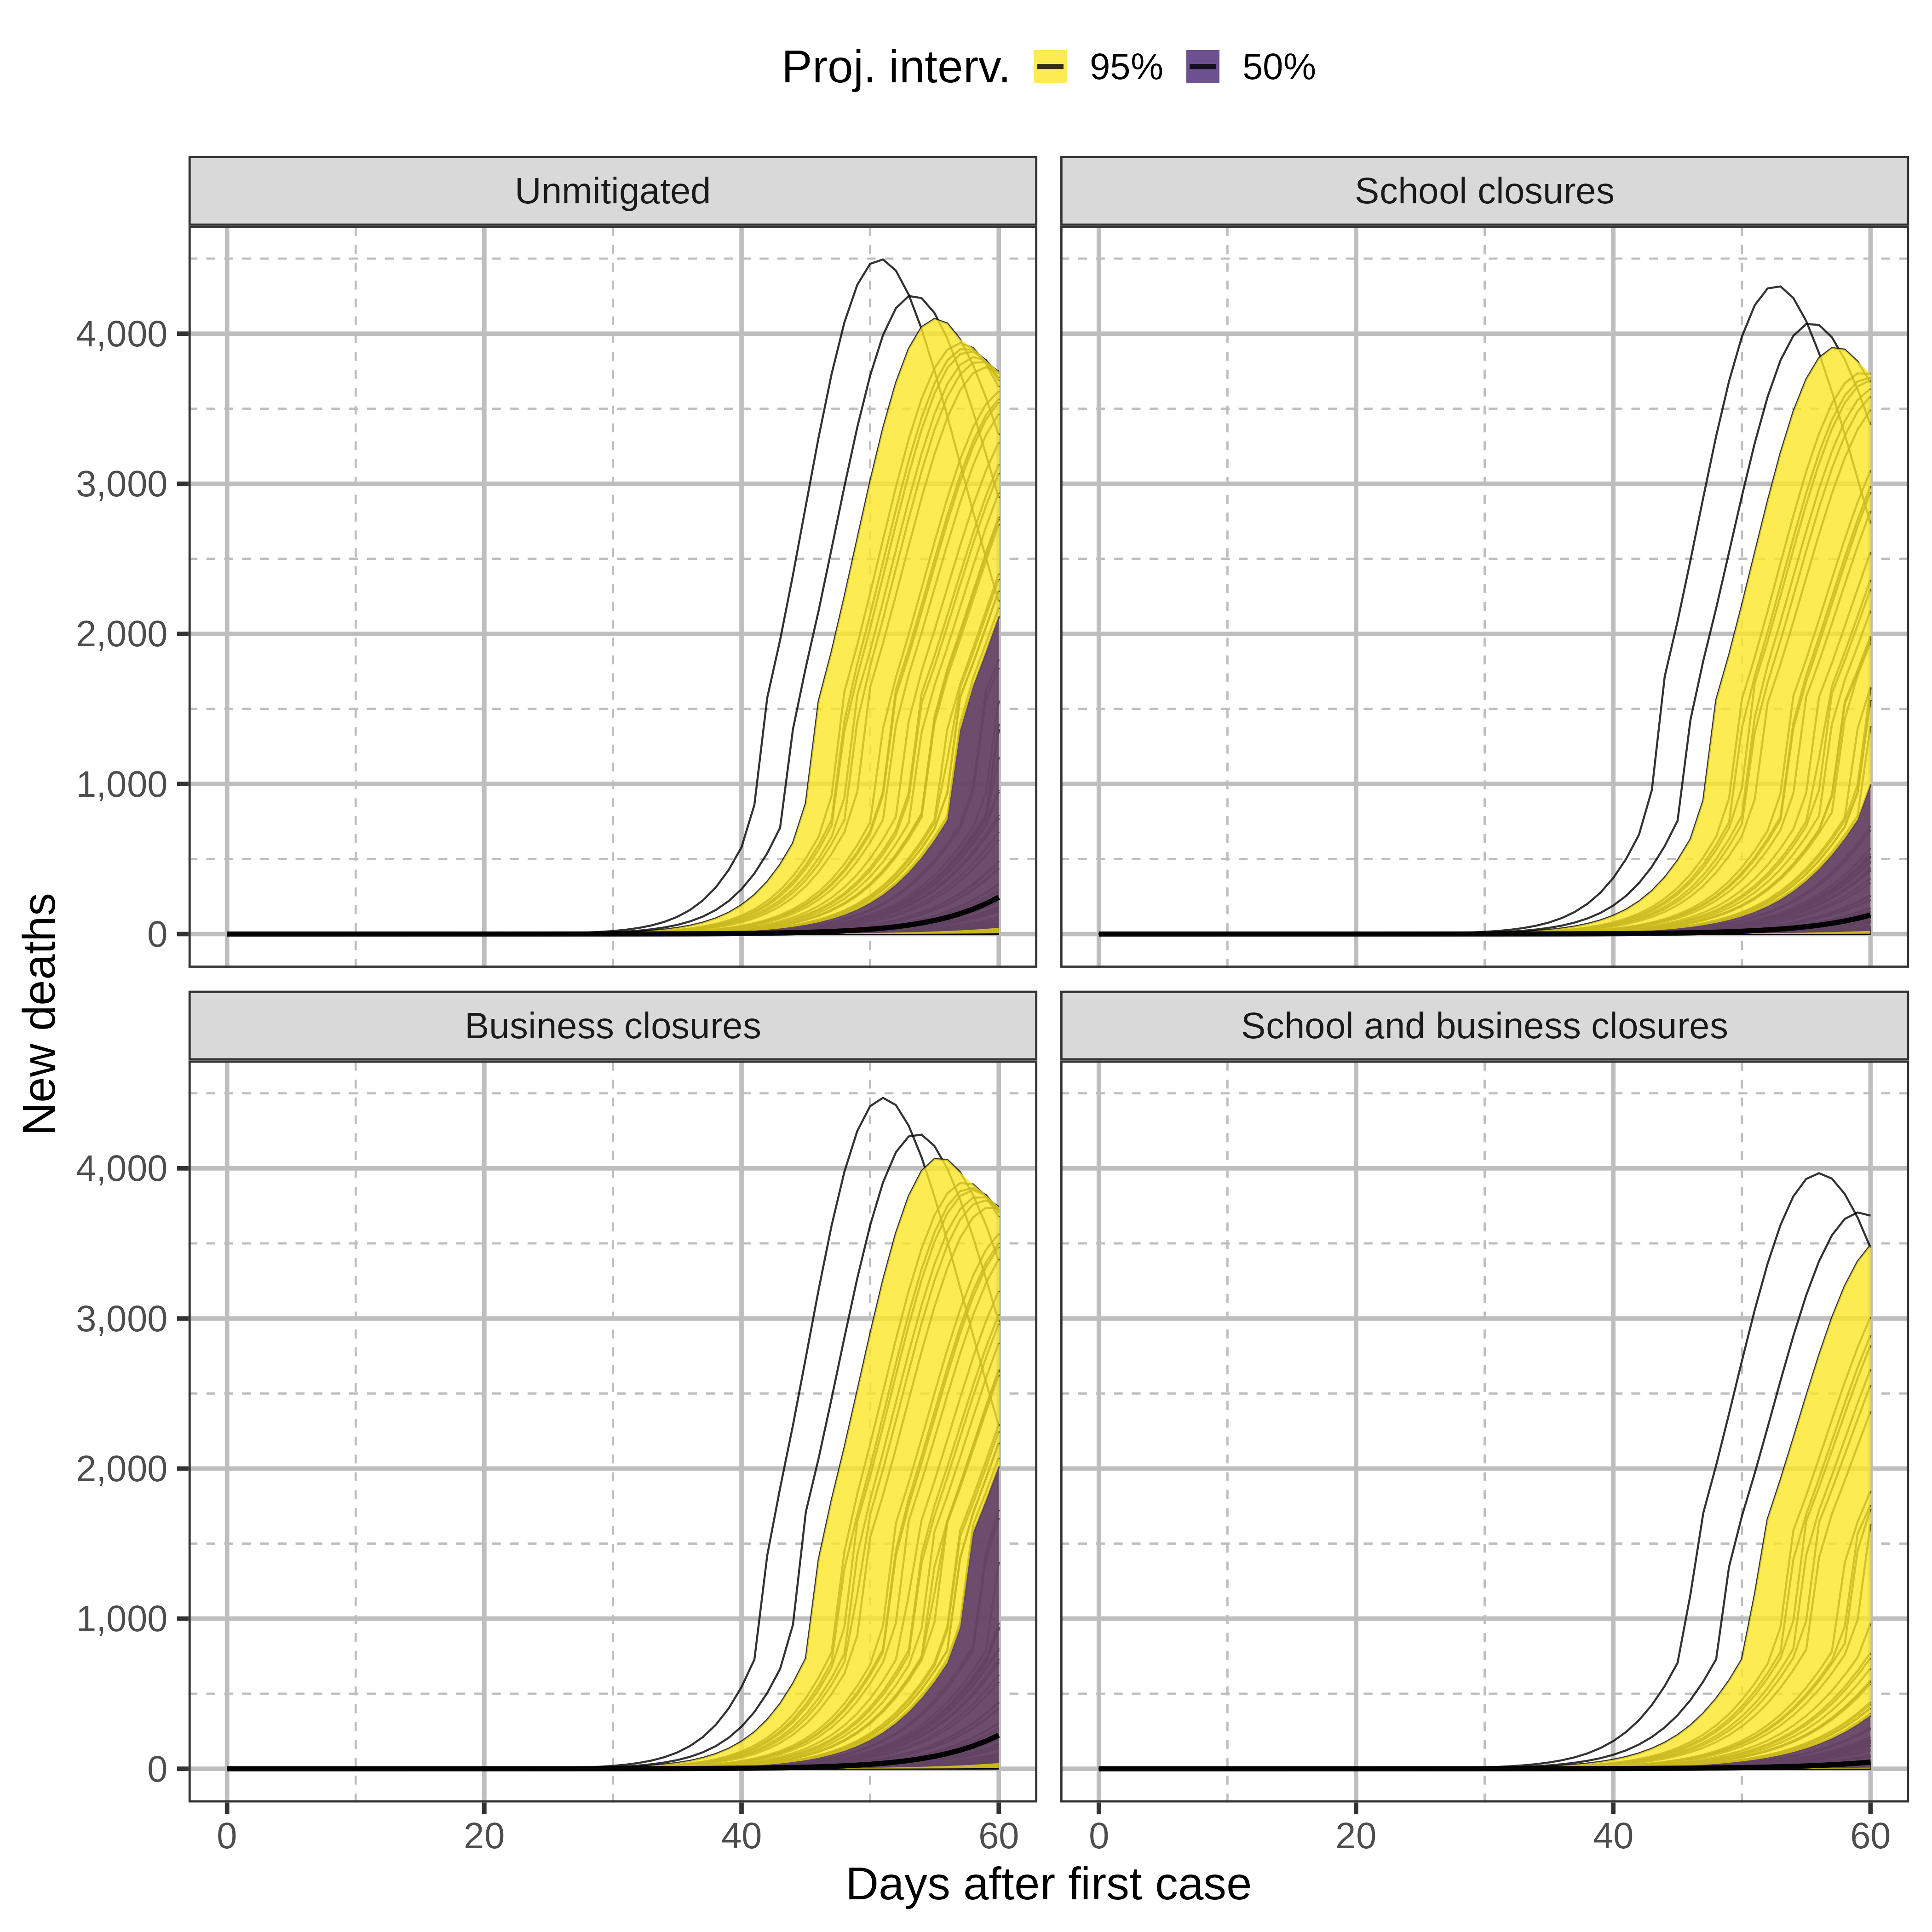 Proj. interv. 95% 50%
Unmitigated
School closures
4,000
3,000
2,000
1,000
0
New deaths
Business closures
School and business closures
4,000
3,000
2,000
1,000
0
0 20 40 60
0 20 40 60
Days after first case